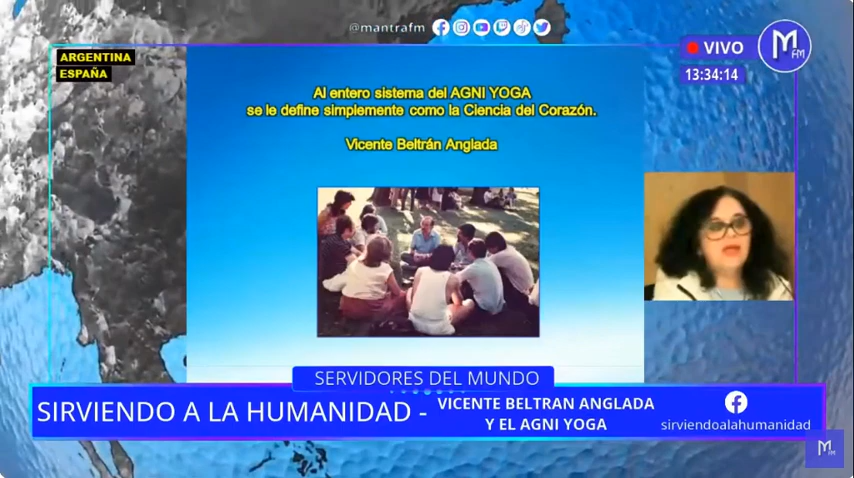 @mantrafm
ARGENTINA
ESPAÑA
VIVO
13:34:14
M
FM
Al entero sistema del AGNI YOGA
se le define simplemente como la Ciencia del Corazón.
Vicente Beltrán Anglada
SERVIDORES DEL MUNDO
SIRVIENDO A LA HUMANIDAD - VICENTE BELTRAN ANGLADA
Y EL AGNI YOGA
sirviendoalahumanidad
M
FM